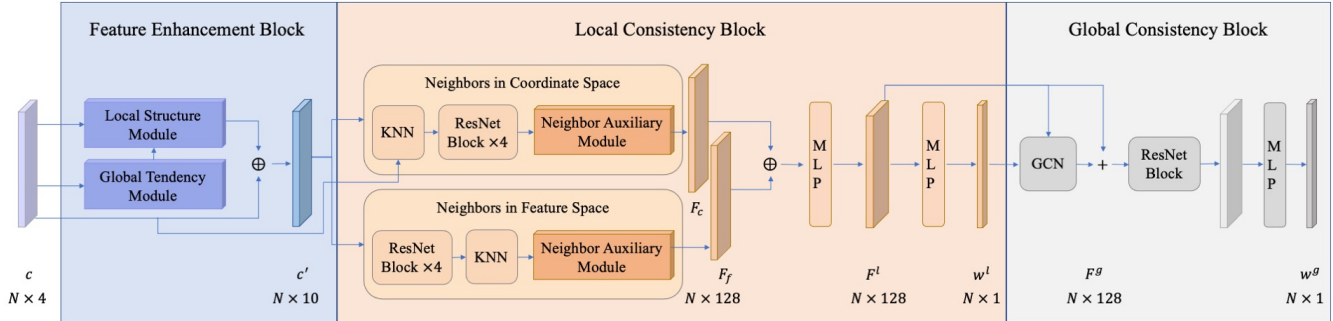 Feature Enhancement Block
Local Consistency Block
Global Consistency Block
Local Structure
Module
Global Tendency
Module
⊕
Neighbors in Coordinate Space
KNN
ResNet
Block ×4
Neighbor Auxiliary
Module
Neighbors in Feature Space
ResNet
Block ×4
KNN
Neighbor Auxiliary
Module
⊕
M
L
P
M
L
P
GCN
+
ResNet
Block
M
L
P
c
N × 4
c′
N × 10
F_c
F_f
N × 128
F^l
N × 128
w^l
N × 1
F^g
N × 128
w^g
N × 1